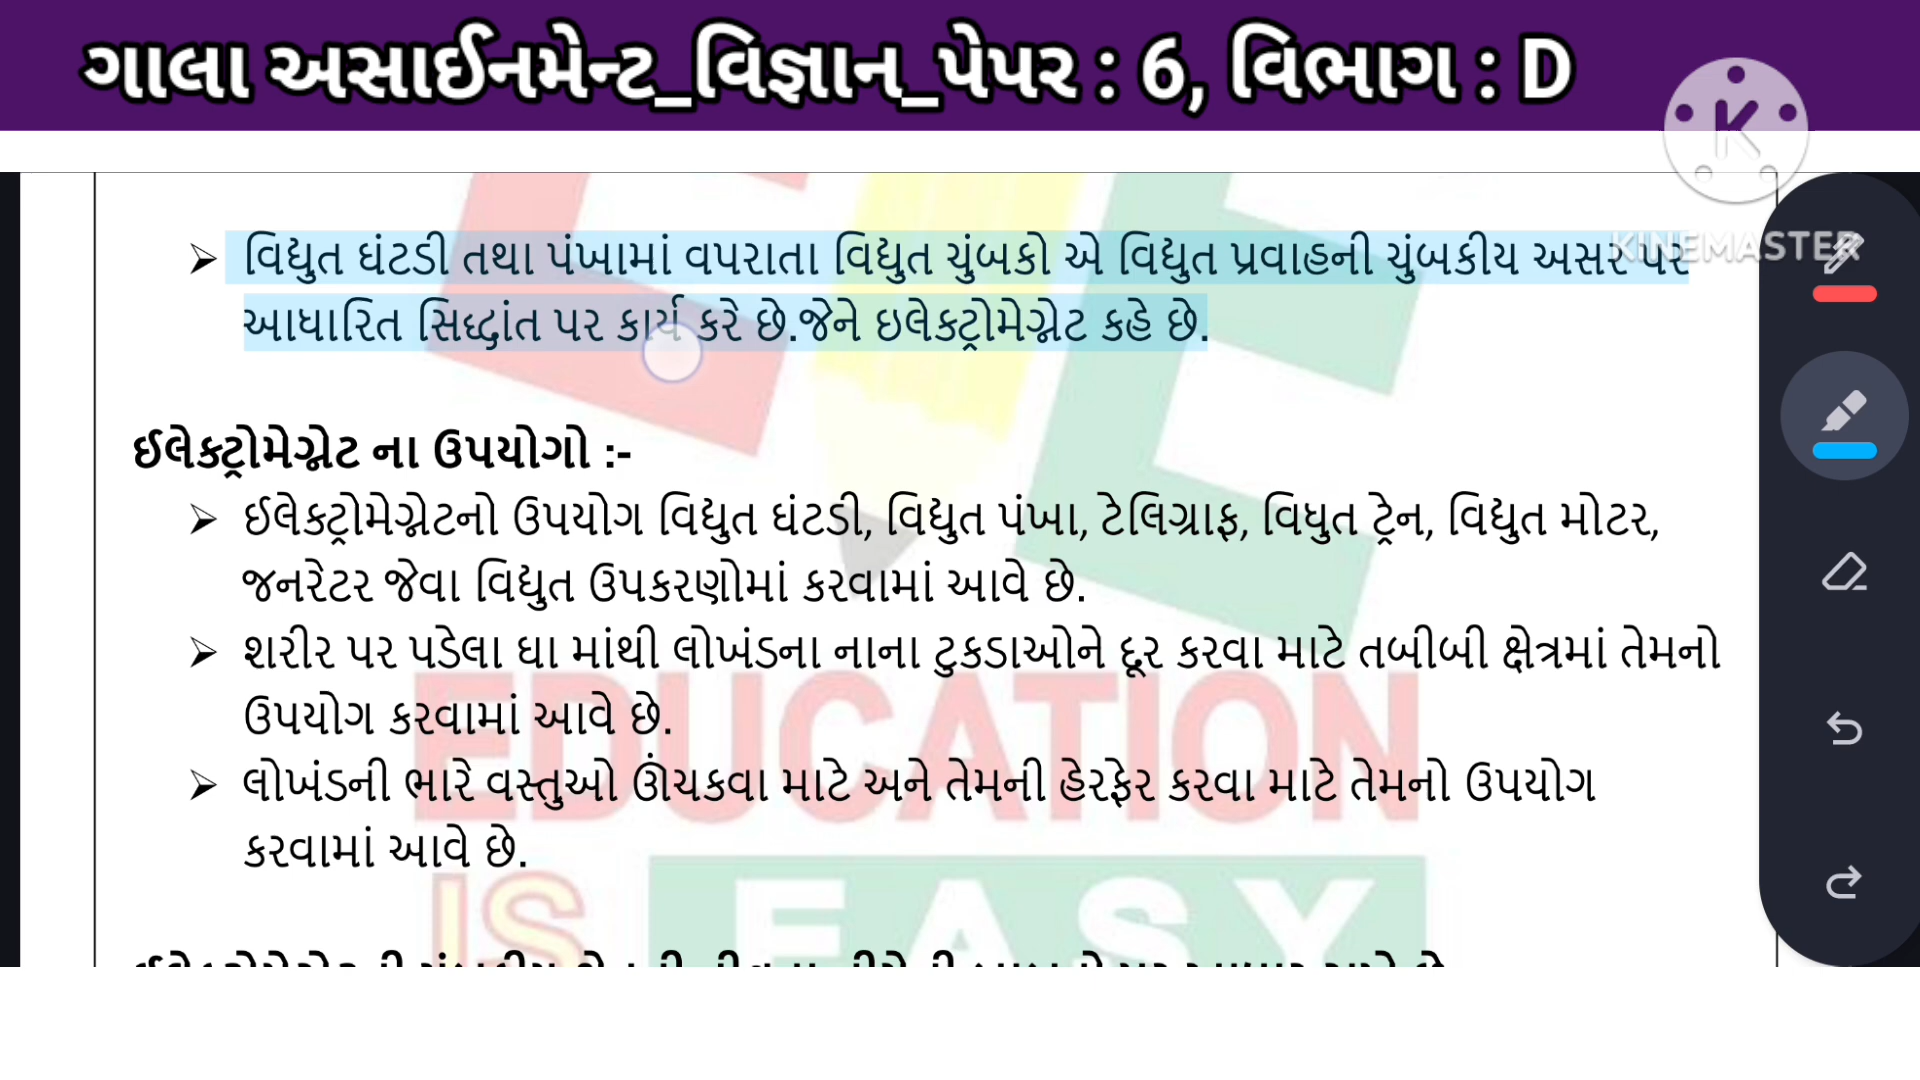 ગાલા અસાઈનમેન્ટ_વિજ્ઞાન_પેપર : 6, વિભાગ : D
K
KINEMASTER
➢ વિદ્યુત ઘંટડી તથા પંખામાં વપરાતા વિદ્યુત ચુંબકો એ વિદ્યુત પ્રવાહની ચુંબકીય અસર પર
આધારિત સિધ્ધાંત પર કાર્ય કરે છે.જેને ઇલેક્ટ્રોમેગ્નેટ કહે છે.
ઈલેક્ટ્રોમેગ્નેટ ના ઉપયોગો :-
➢ ઈલેક્ટ્રોમેગ્નેટનો ઉપયોગ વિદ્યુત ઘંટડી, વિદ્યુત પંખા, ટેલિગ્રાફ, વિધુત ટ્રેન, વિદ્યુત મોટર,
જનરેટર જેવા વિદ્યુત ઉપકરણોમાં કરવામાં આવે છે.
➢ શરીર પર પડેલા ઘા માંથી લોખંડના નાના ટુકડાઓને દૂર કરવા માટે તબીબી ક્ષેત્રમાં તેમનો
ઉપયોગ કરવામાં આવે છે.
➢ લોખંડની ભારે વસ્તુઓ ઊંચકવા માટે અને તેમની હેરફેર કરવા માટે તેમનો ઉપયોગ
કરવામાં આવે છે.
EDUCATION
IS EASY